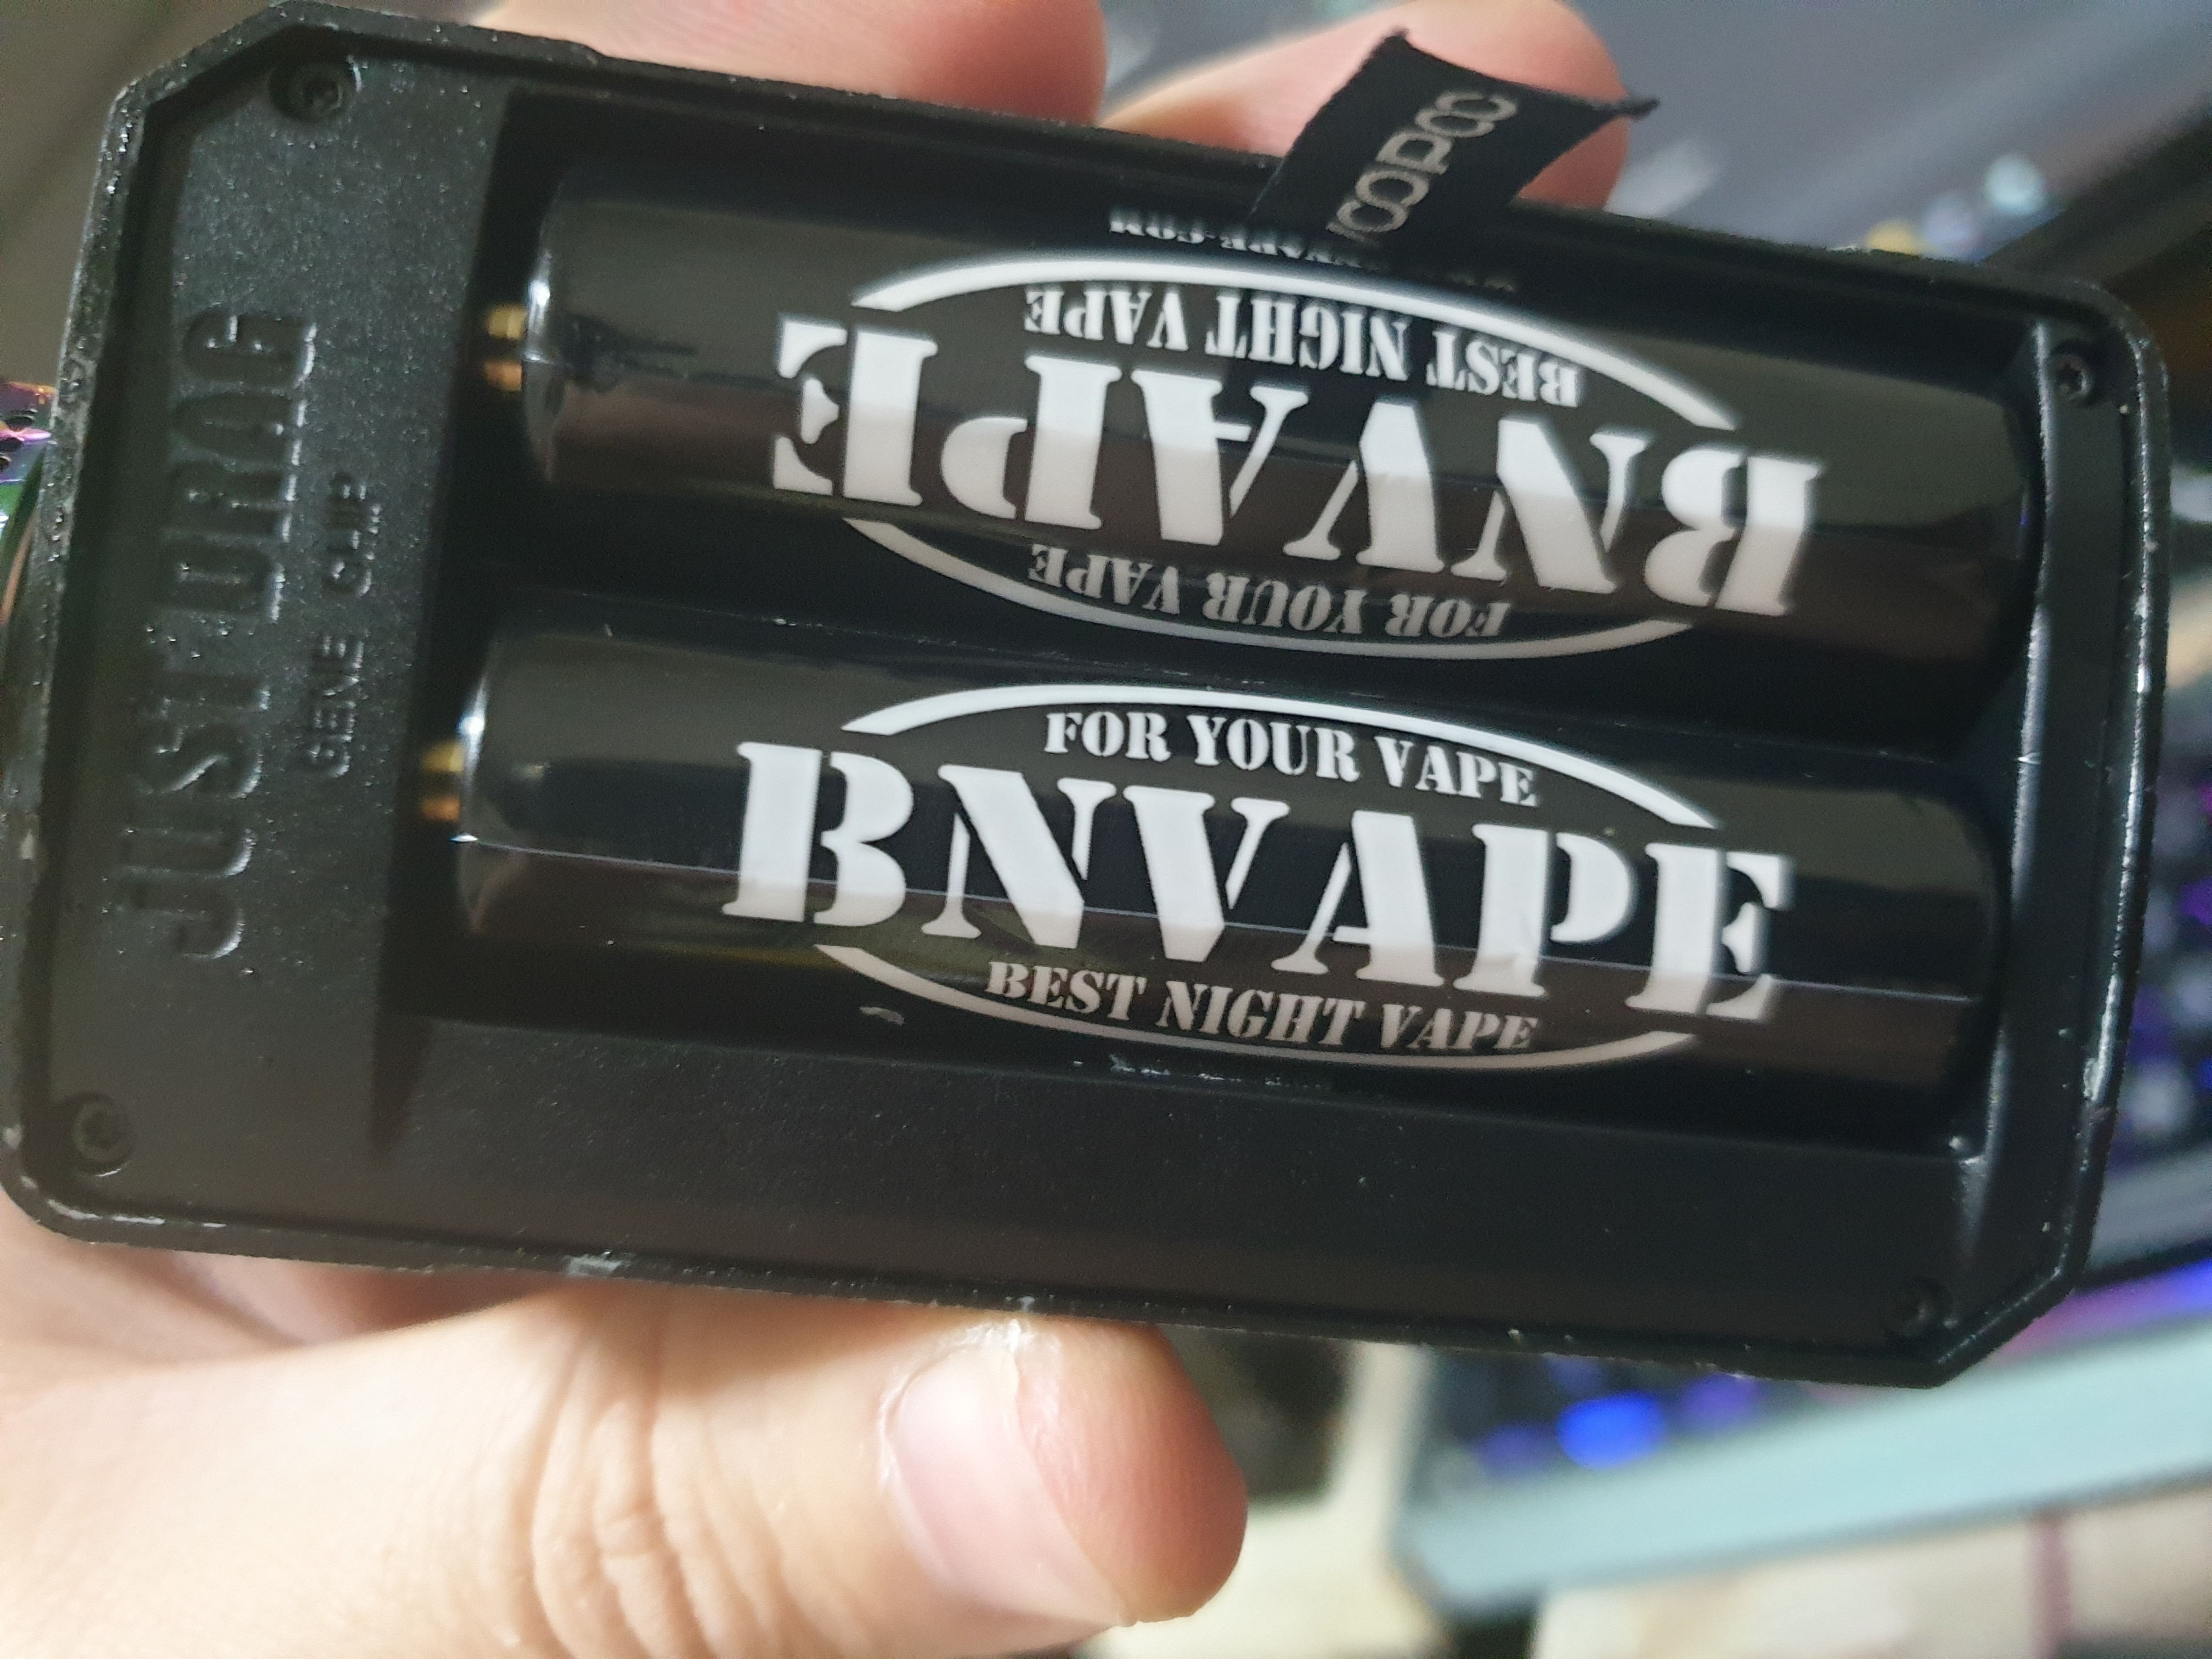 JUST DRAG
GENE CHIP
BEST NIGHT VAPE
BNVAPE
FOR YOUR VAPE
FOR YOUR VAPE
BNVAPE
BEST NIGHT VAPE